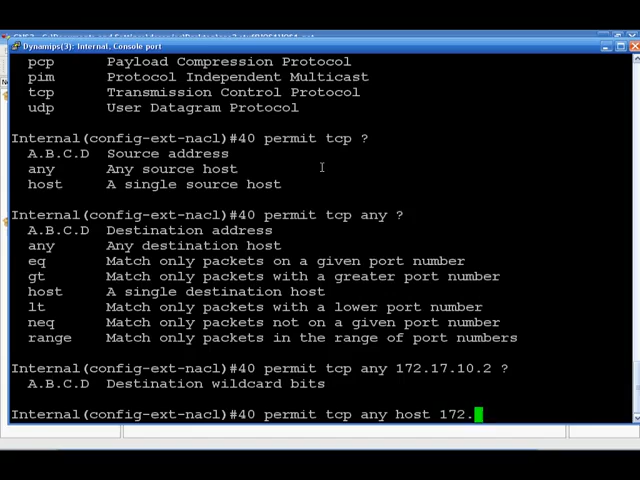 Dynamips(3): Internal, Console port
pcp Payload Compression Protocol
pim Protocol Independent Multicast
tcp Transmission Control Protocol
udp User Datagram Protocol
Internal(config-ext-nacl)#40 permit tcp ?
A.B.C.D Source address
any Any source host
host A single source host
Internal(config-ext-nacl)#40 permit tcp any ?
A.B.C.D Destination address
any Any destination host
eq Match only packets on a given port number
gt Match only packets with a greater port number
host A single destination host
lt Match only packets with a lower port number
neq Match only packets not on a given port number
range Match only packets in the range of port numbers
Internal(config-ext-nacl)#40 permit tcp any 172.17.10.2 ?
A.B.C.D Destination wildcard bits
Internal(config-ext-nacl)#40 permit tcp any host 172.